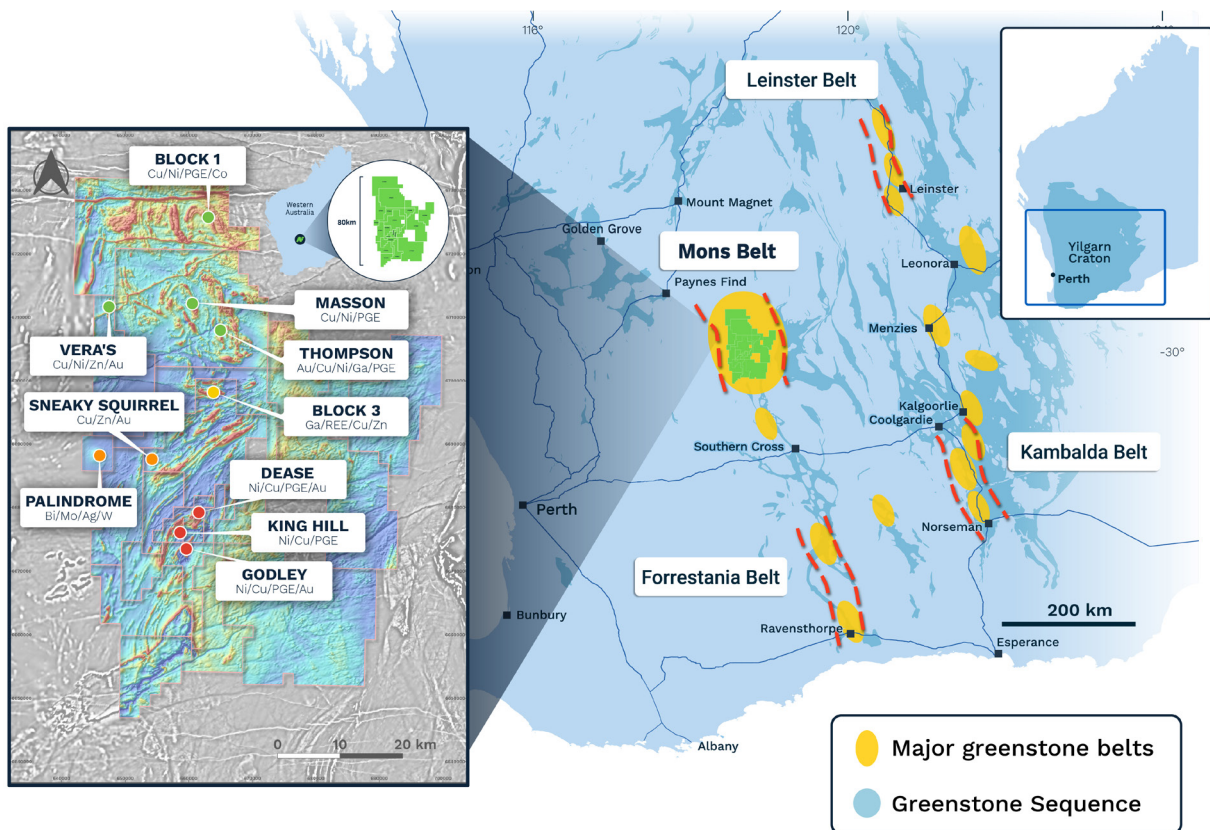 116°
120°
Leinster Belt
Leinster
Mount Magnet
Golden Grove
Mons Belt
Paynes Find
Leonora
Menzies
-30°
Kalgoorlie
Coolgardie
Southern Cross
Kambalda Belt
Norseman
Perth
Forrestania Belt
Bunbury
Ravensthorpe
200 km
Esperance
Albany
Yilgarn
Craton
Perth
Major greenstone belts
Greenstone Sequence
BLOCK 1
Cu/Ni/PGE/Co
Western
Australia
80km
MASSON
Cu/Ni/PGE
VERA'S
Cu/Ni/Zn/Au
THOMPSON
Au/Cu/Ni/Ga/PGE
SNEAKY SQUIRREL
Cu/Zn/Au
BLOCK 3
Ga/REE/Cu/Zn
DEASE
Ni/Cu/PGE/Au
PALINDROME
Bi/Mo/Ag/W
KING HILL
Ni/Cu/PGE
GODLEY
Ni/Cu/PGE/Au
0 10 20 km